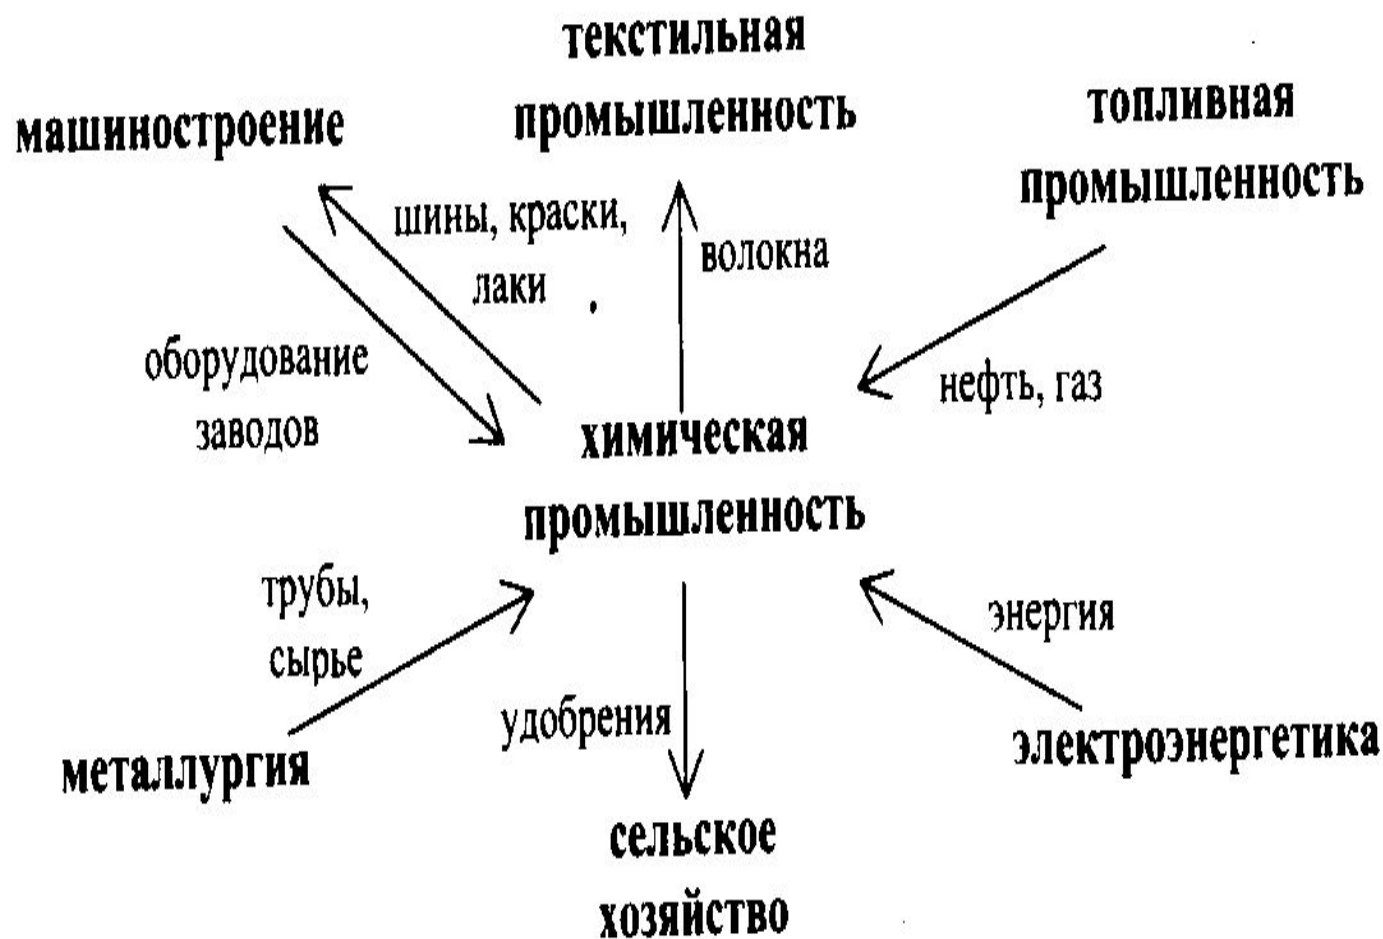 текстильная
промышленность
машиностроение
топливная
промышленность
шины, краски,
лаки
волокна
оборудование
заводов
нефть, газ
химическая
промышленность
трубы,
сырье
энергия
удобрения
металлургия
электроэнергетика
сельское
хозяйство